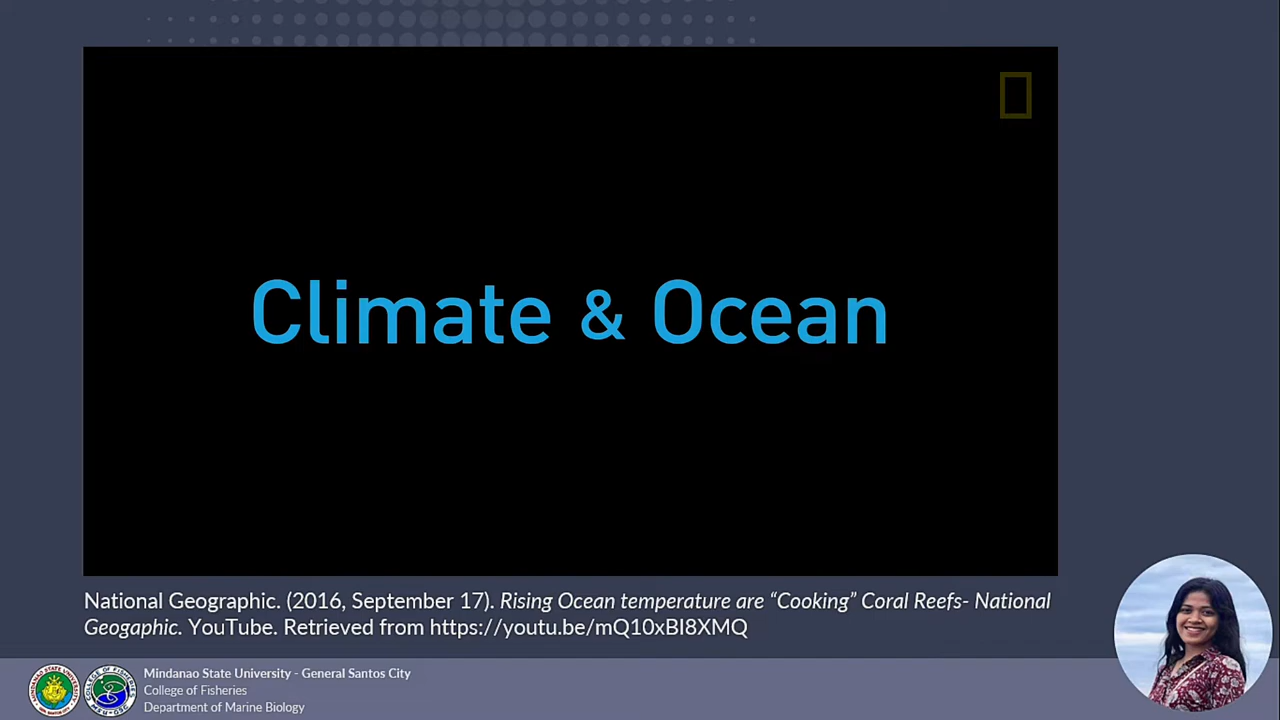 Climate & Ocean
National Geographic. (2016, September 17). Rising Ocean temperature are “Cooking” Coral Reefs- National
Geogaphic. YouTube. Retrieved from https://youtu.be/mQ10xBI8XMQ
Mindanao State University - General Santos City
College of Fisheries
Department of Marine Biology